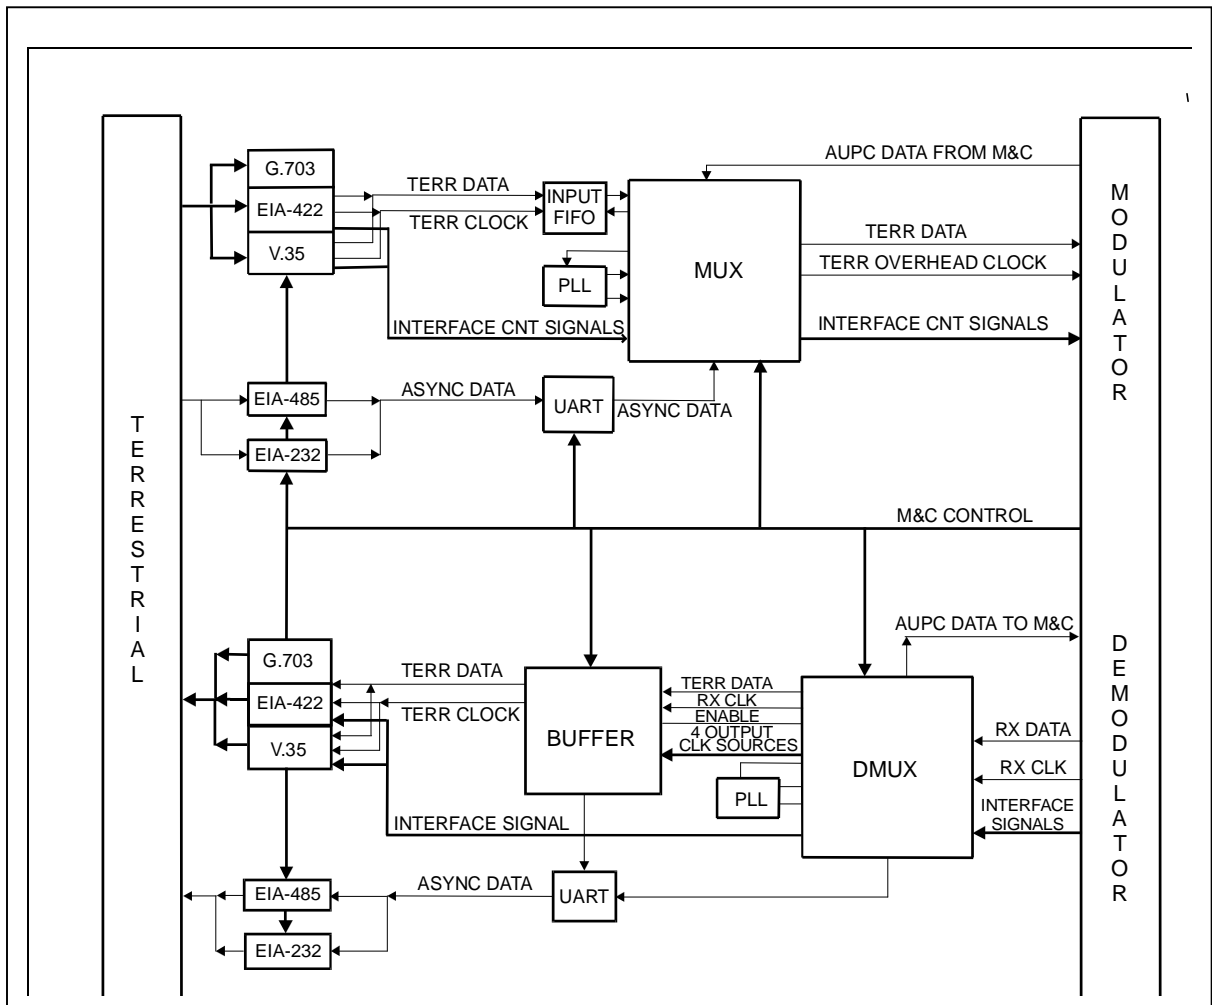 AUPC DATA FROM M&C
G.703
TERR DATA
INPUT
FIFO
EIA-422
TERR CLOCK
V.35
MUX
TERR DATA
TERR OVERHEAD CLOCK
PLL
INTERFACE CNT SIGNALS
INTERFACE CNT SIGNALS
MODULATOR
EIA-485
ASYNC DATA
UART
ASYNC DATA
EIA-232
TERRESTRIAL
M&C CONTROL
AUPC DATA TO M&C
G.703
TERR DATA
EIA-422
TERR CLOCK
V.35
BUFFER
TERR DATA
RX CLK
ENABLE
4 OUTPUT
CLK SOURCES
DMUX
RX DATA
RX CLK
PLL
INTERFACE
SIGNALS
INTERFACE SIGNAL
DEMODULATOR
EIA-485
ASYNC DATA
UART
EIA-232